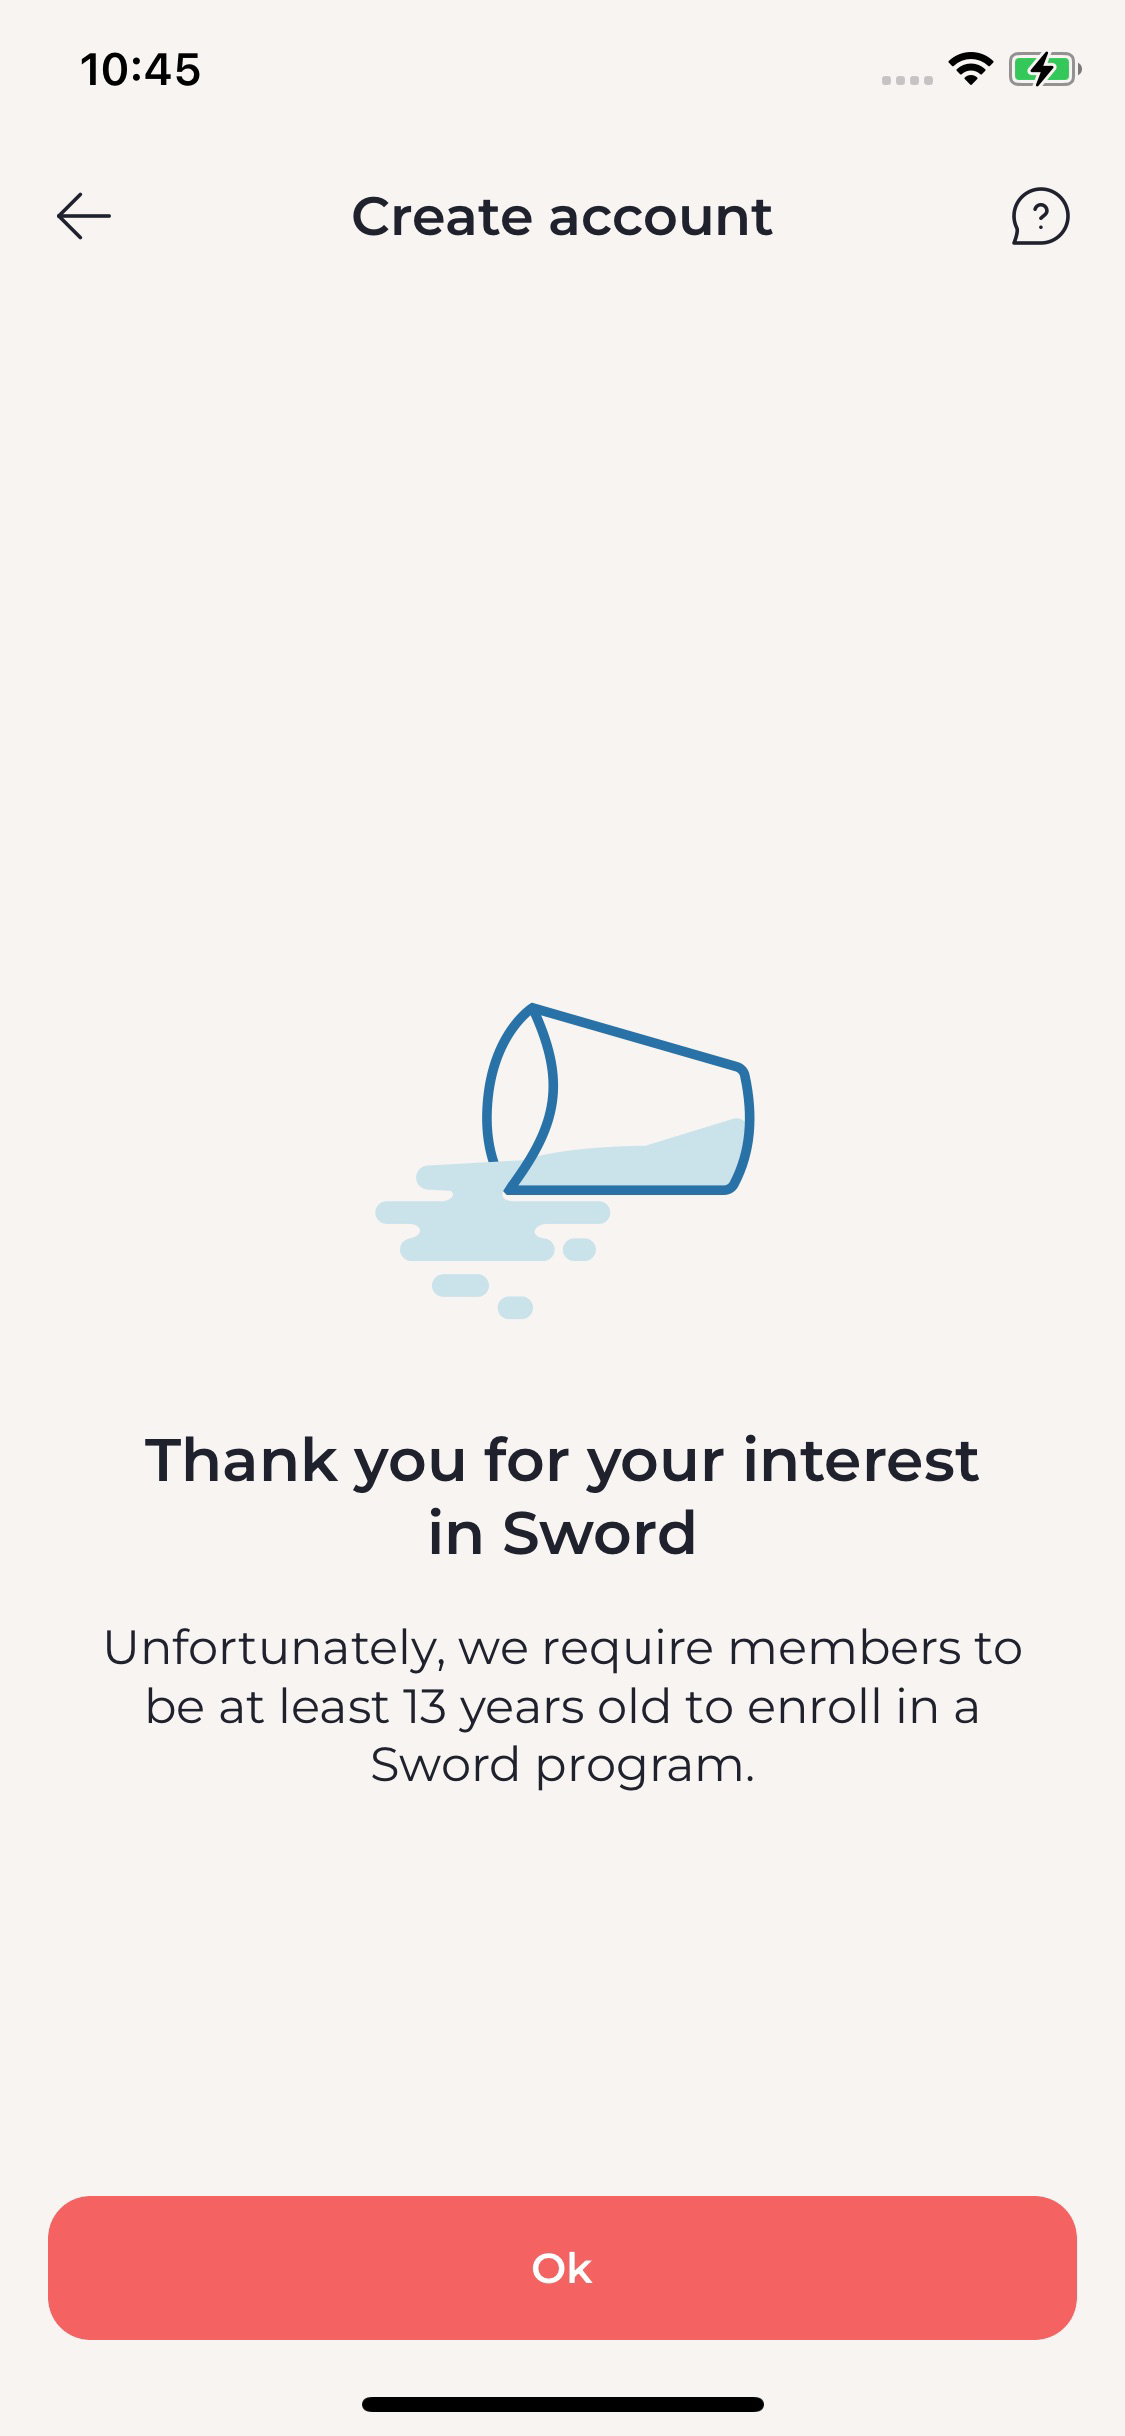 10:45
Create account
?
Thank you for your interest
in Sword
Unfortunately, we require members to
be at least 13 years old to enroll in a
Sword program.
Ok